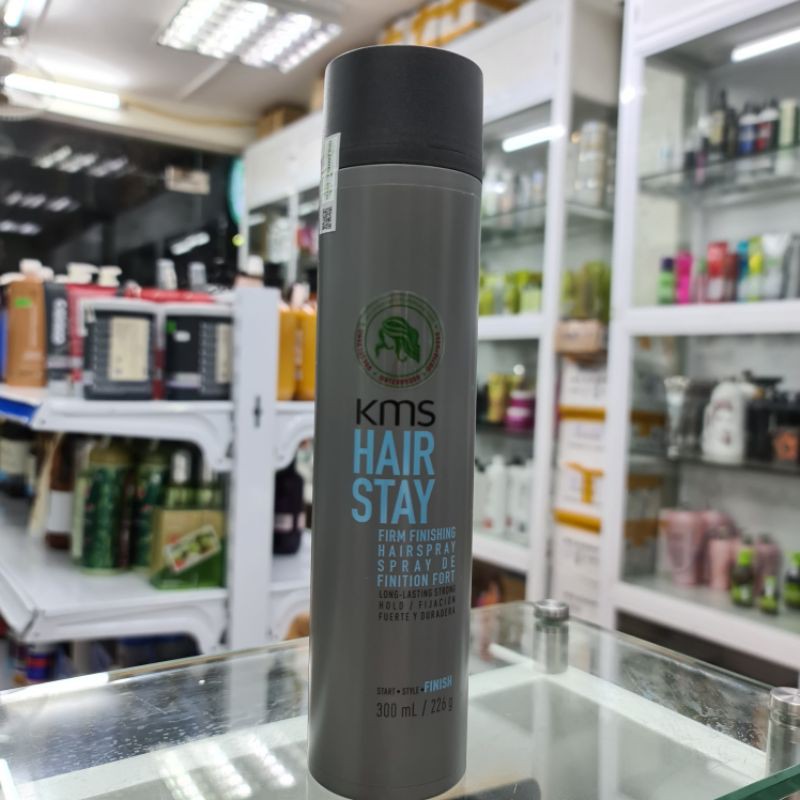 KMS
HAIR
STAY
FIRM FINISHING
HAIRSPRAY
SPRAY DE
FINITION FORT
LONG-LASTING STRONG
HOLD / FIJACIÓN
FUERTE Y DURADERA
START • STYLE • FINISH
300 mL / 226 g